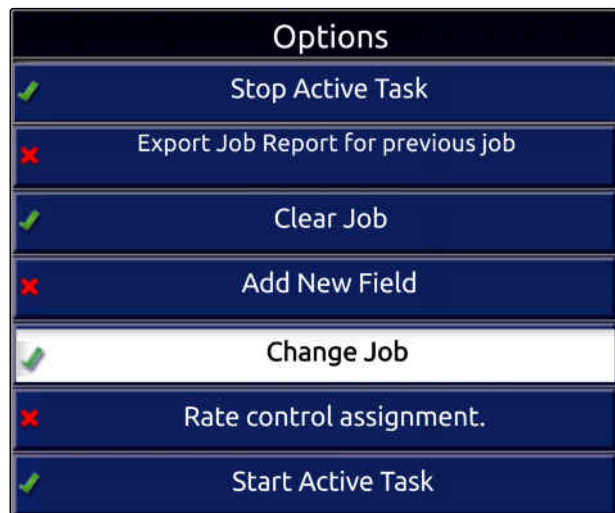 Options
Stop Active Task
Export Job Report for previous job
Clear Job
Add New Field
Change Job
Rate control assignment.
Start Active Task